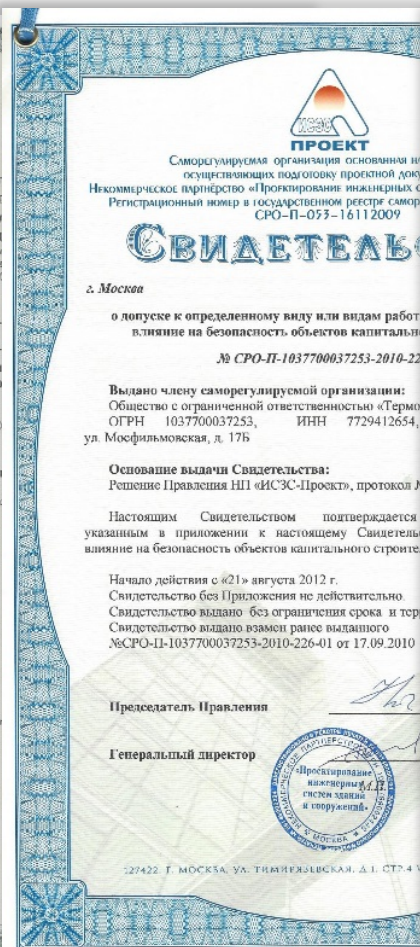 ИСЗС
ПРОЕКТ
Саморегулируемая организация основанная
осуществляющих подготовку проектной
Некоммерческое партнёрство «Проектирование инженерных
Регистрационный номер в государственном реестре
СРО-П-053-16112009
Свидетель
г. Москва
о допуске к определенному виду или видам работ
влияние на безопасность объектов
№ СРО-П-1037700037253-2010-22
Выдано члену саморегулируемой организации:
Общество с ограниченной ответственностью «Термо
ОГРН 1037700037253, ИНН 7729412654,
ул. Мосфильмовская, д. 17Б
Основание выдачи Свидетельства:
Решение Правления НП «ИСЗС-Проект», протокол №
Настоящим Свидетельством подтверждается
указанным в приложении к настоящему Свидетель
влияние на безопасность объектов капитального строите
Начало действия с «21» августа 2012 г.
Свидетельство без Приложения не действительно.
Свидетельство выдано без ограничения срока и тер
Свидетельство выдано взамен ранее выданного
№СРО-П-1037700037253-2010-226-01 от 17.09.2010
Председатель Правления
Генеральный директор
«Проектирование
инженерных
систем зданий
и сооружений»
М.П.
МОСКВА
127422, Г. МОСКВА, УЛ. ТИМИРЯЗЕВСКАЯ, Д.1, СТР.4